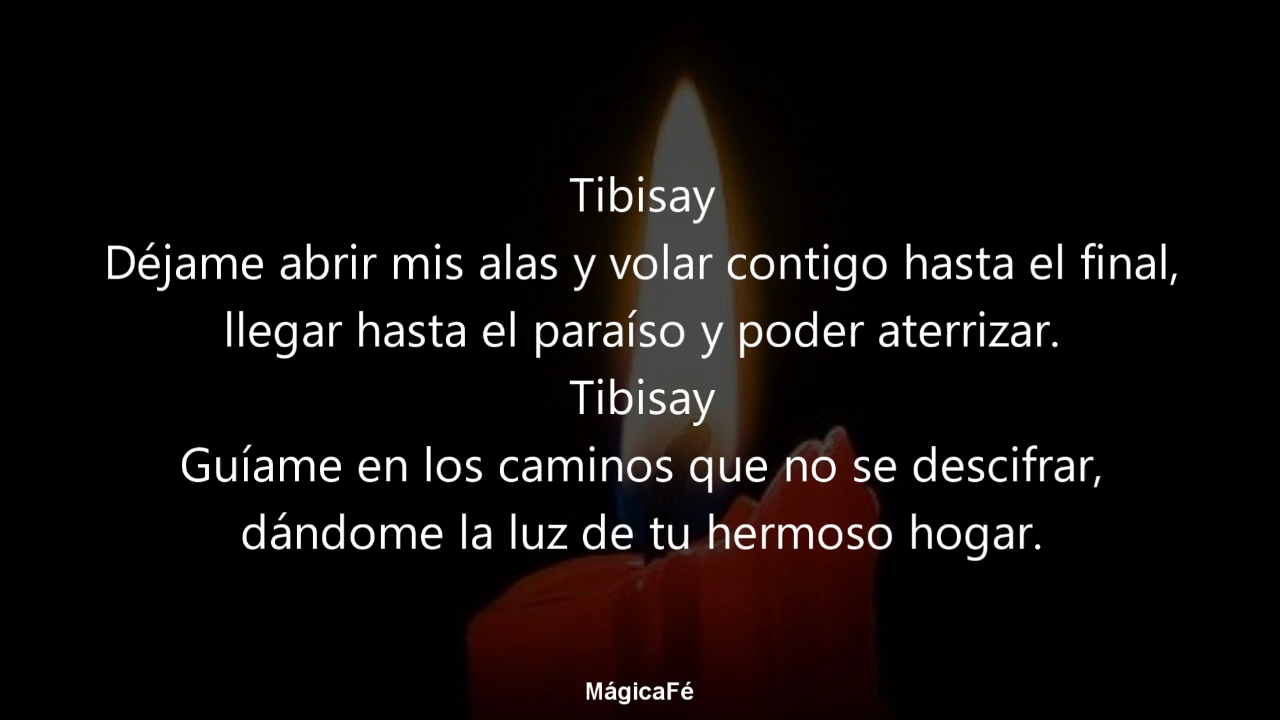 Tibisay
Déjame abrir mis alas y volar contigo hasta el final,
llegar hasta el paraíso y poder aterrizar.
Tibisay
Guíame en los caminos que no se descifrar,
dándome la luz de tu hermoso hogar.
MágicaFé